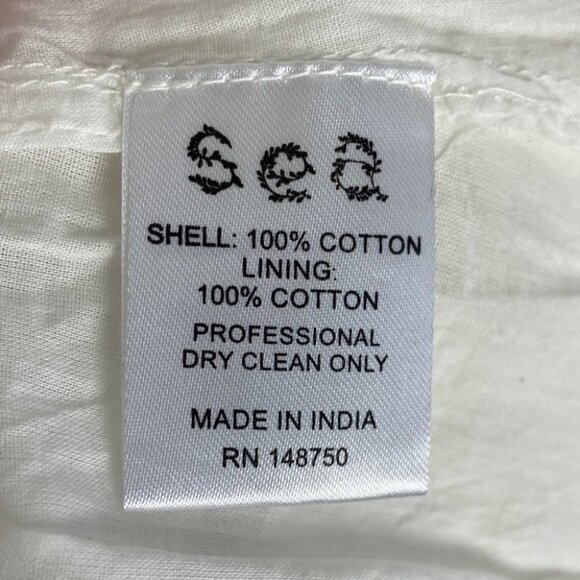 Sea
SHELL: 100% COTTON
LINING:
100% COTTON
PROFESSIONAL
DRY CLEAN ONLY
MADE IN INDIA
RN 148750